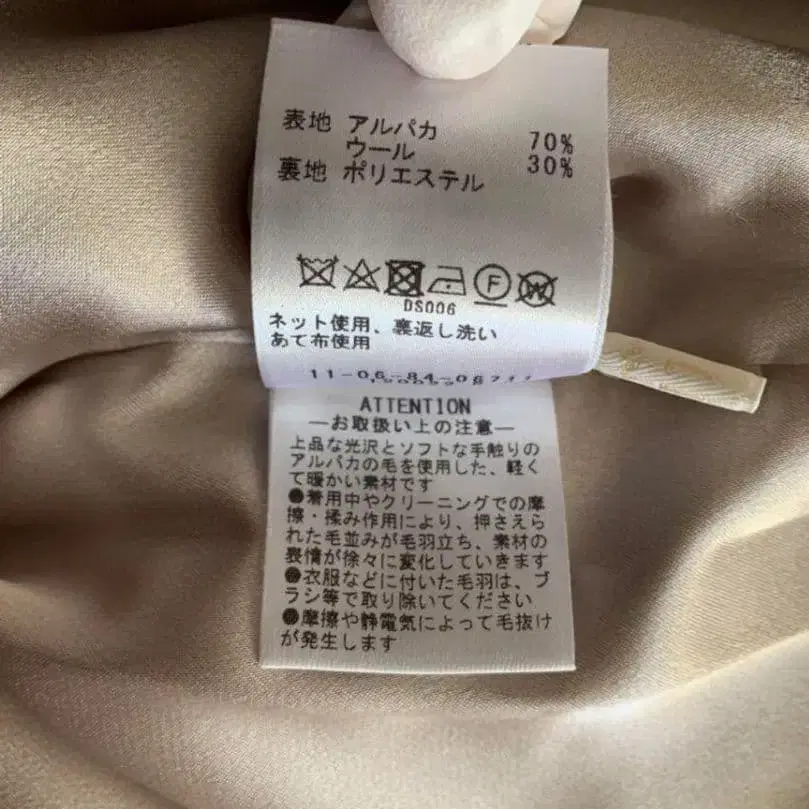 表地 アルパカ 70%
ウール 30%
裏地 ポリエステル
F W
DS006
ネット使用、裏返し洗い
あて布使用
ATTENTION
―お取扱い上の注意―
上品な光沢とソフトな手触りの
アルパカの毛を使用した、軽く
て暖かい素材です
●着用中やクリーニングでの摩
擦・揉み作用により、押さえら
れた毛並みが毛羽立ち、素材の
表情が徐々に変化していきます
●衣服などに付いた毛羽は、ブ
ラシ等で取り除いてください
●摩擦や静電気によって毛抜け
が発生します